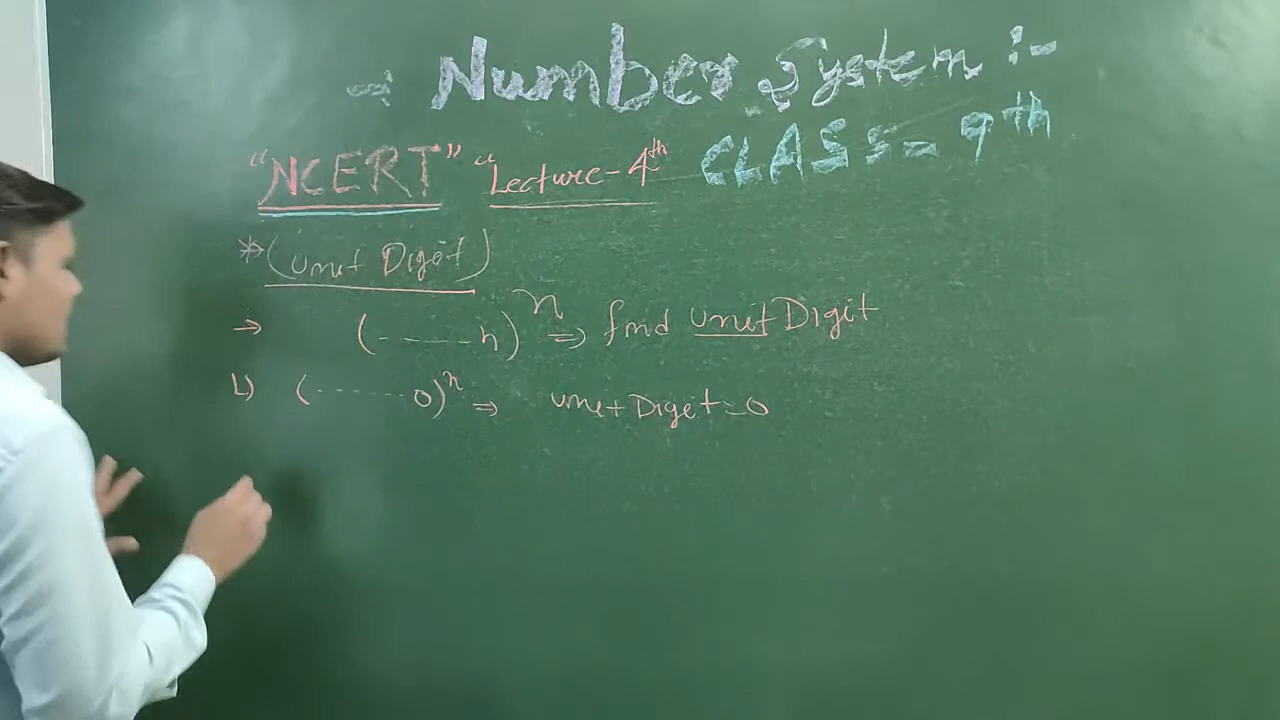 → Number System :-
"NCERT" "Lecture - 4th CLASS - 9th
* (Unit Digit)
→ (------n)^n ⇒ find unit Digit
1) (------0)^n ⇒ unit Digit = 0